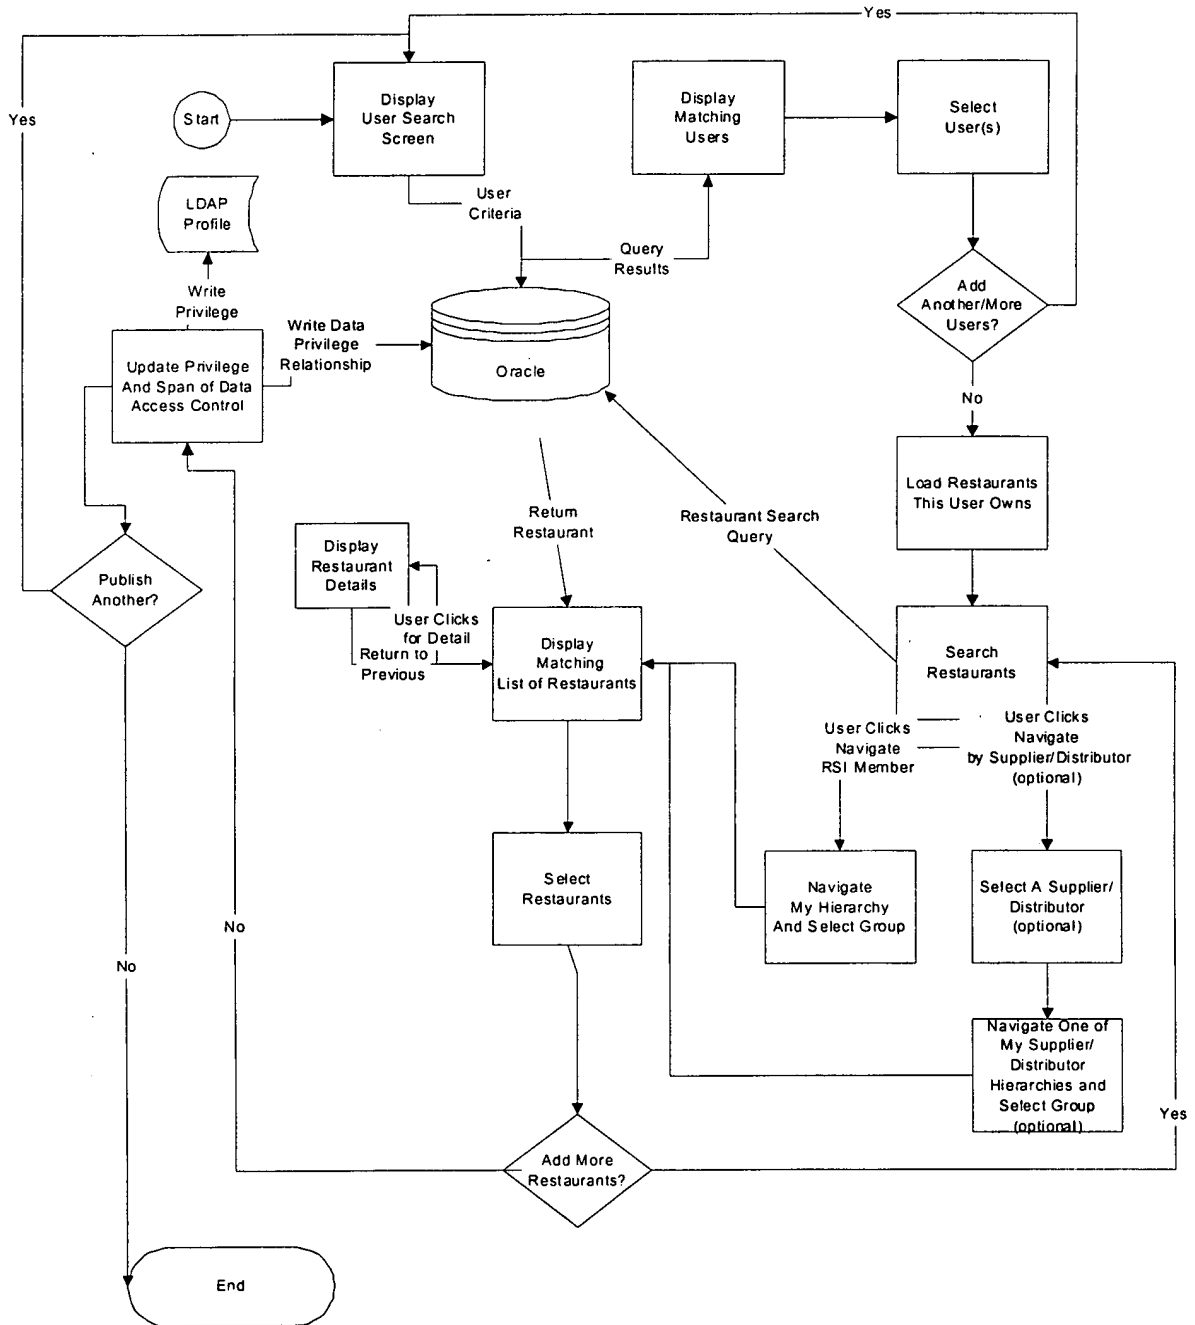 Yes
Yes
Start
Display
User Search
Screen
Display
Matching
Users
Select
User(s)
LDAP
Profile
User
Criteria
Query
Results
Write
Privilege
Add
Another/More
Users?
Write Data
Privilege
Relationship
Update Privilege
And Span of Data
Access Control
Oracle
No
Load Restaurants
This User Owns
Return
Restaurant
Restaurant Search
Query
Display
Restaurant
Details
Publish
Another?
User Clicks
for Detail
Return to
Previous
Display
Matching
List of Restaurants
Search
Restaurants
User Clicks
Navigate
RSI Member
User Clicks
Navigate
by Supplier/Distributor
(optional)
Select
Restaurants
Navigate
My Hierarchy
And Select Group
Select A Supplier/
Distributor
(optional)
No
No
Navigate One of
My Supplier/
Distributor
Hierarchies and
Select Group
(optional)
Yes
Add More
Restaurants?
End